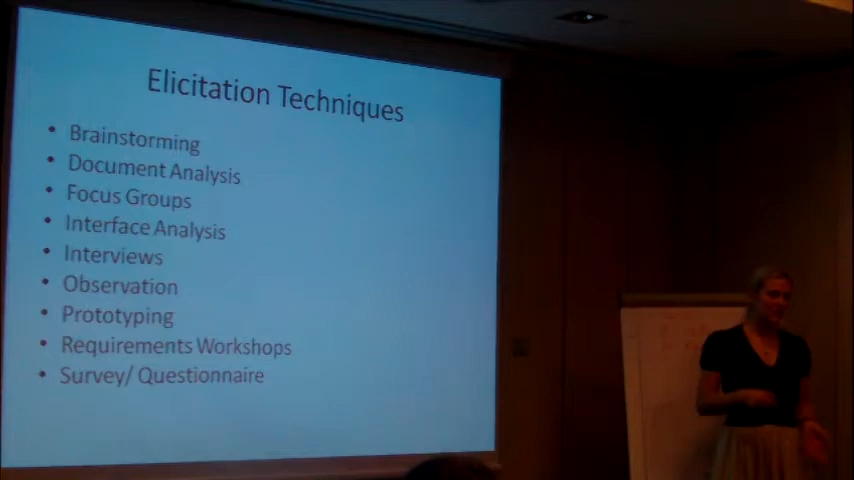 Elicitation Techniques
• Brainstorming
• Document Analysis
• Focus Groups
• Interface Analysis
• Interviews
• Observation
• Prototyping
• Requirements Workshops
• Survey/ Questionnaire